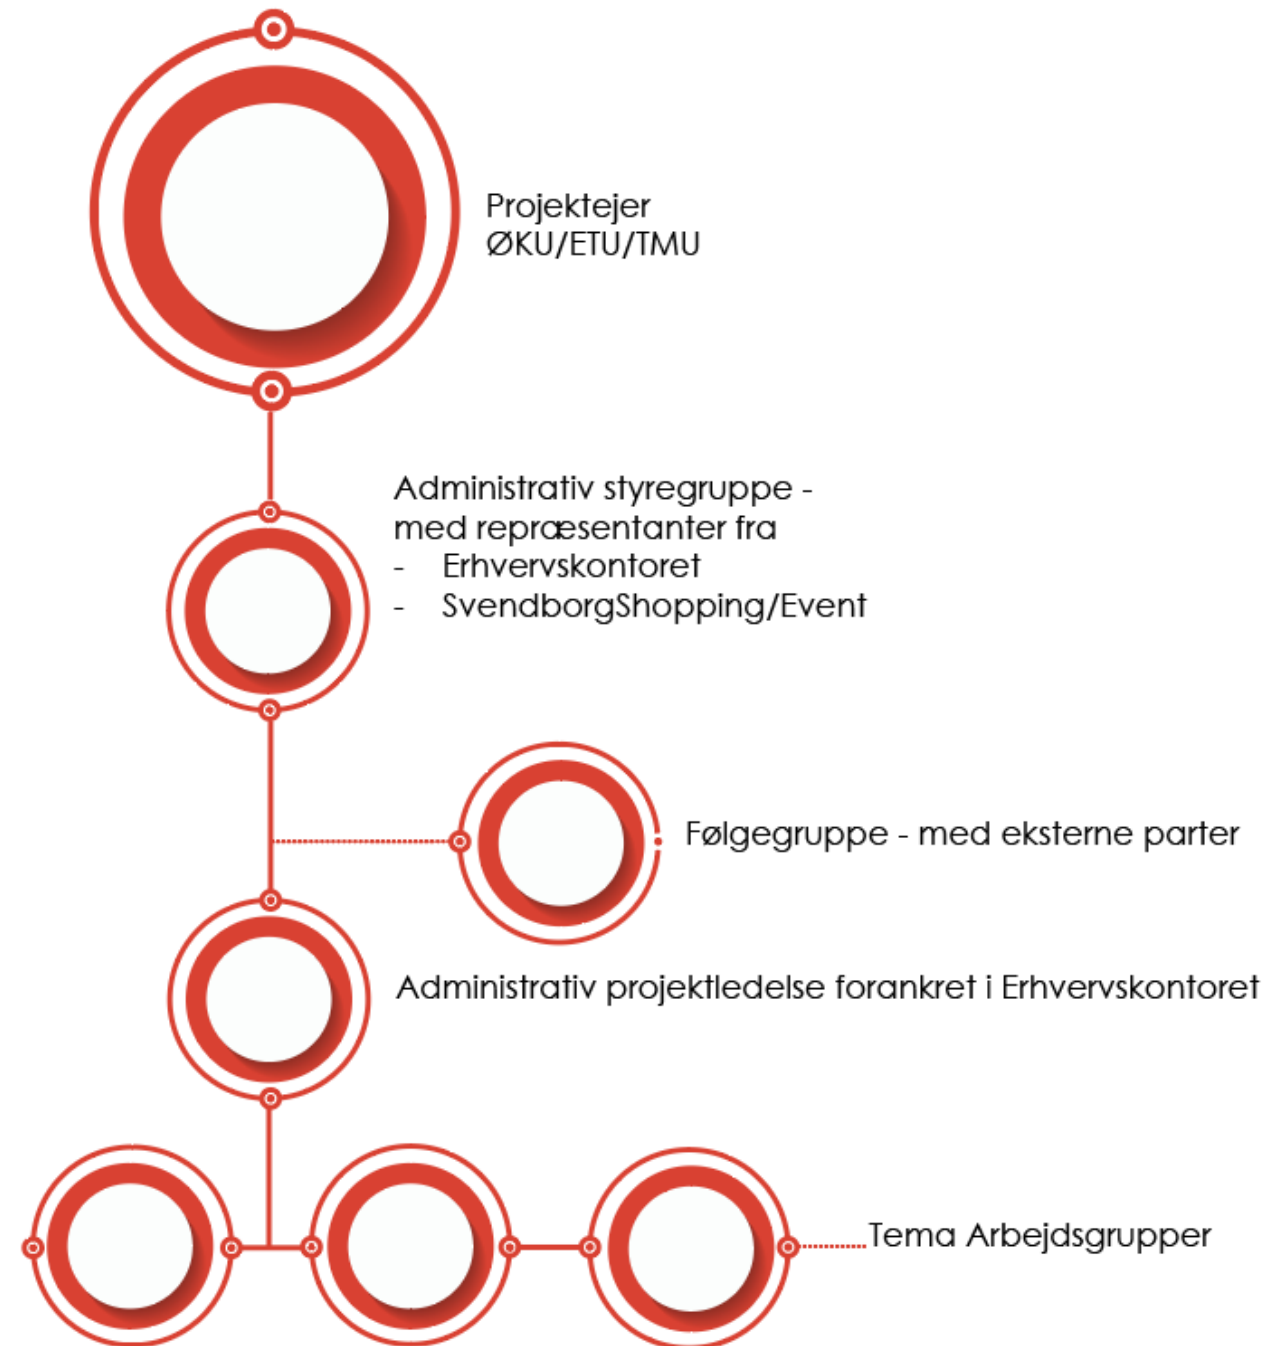 Projektejer
ØKU/ETU/TMU
Administrativ styregruppe -
med repræsentanter fra
- Erhvervskontoret
- SvendborgShopping/Event
Følgegruppe - med eksterne parter
Administrativ projektledelse forankret i Erhvervskontoret
Tema Arbejdsgrupper